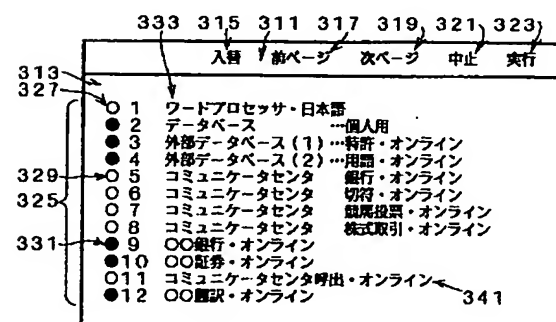 333 315 311 317 319 321 323
入替 前ページ 次ページ 中止 実行
313
327
○ 1 ワードプロセッサ・日本語
● 2 データベース …個人用
● 3 外部データベース(1)…特許・オンライン
● 4 外部データベース(2)…用語・オンライン
329 ○ 5 コミュニケータセンタ 銀行・オンライン
325 ○ 6 コミュニケータセンタ 切符・オンライン
○ 7 コミュニケータセンタ 競馬投票・オンライン
○ 8 コミュニケータセンタ 株式取引・オンライン
331 ● 9 ○○銀行・オンライン
●10 ○○証券・オンライン
○11 コミュニケータセンタ呼出・オンライン
●12 ○○翻訳・オンライン 341